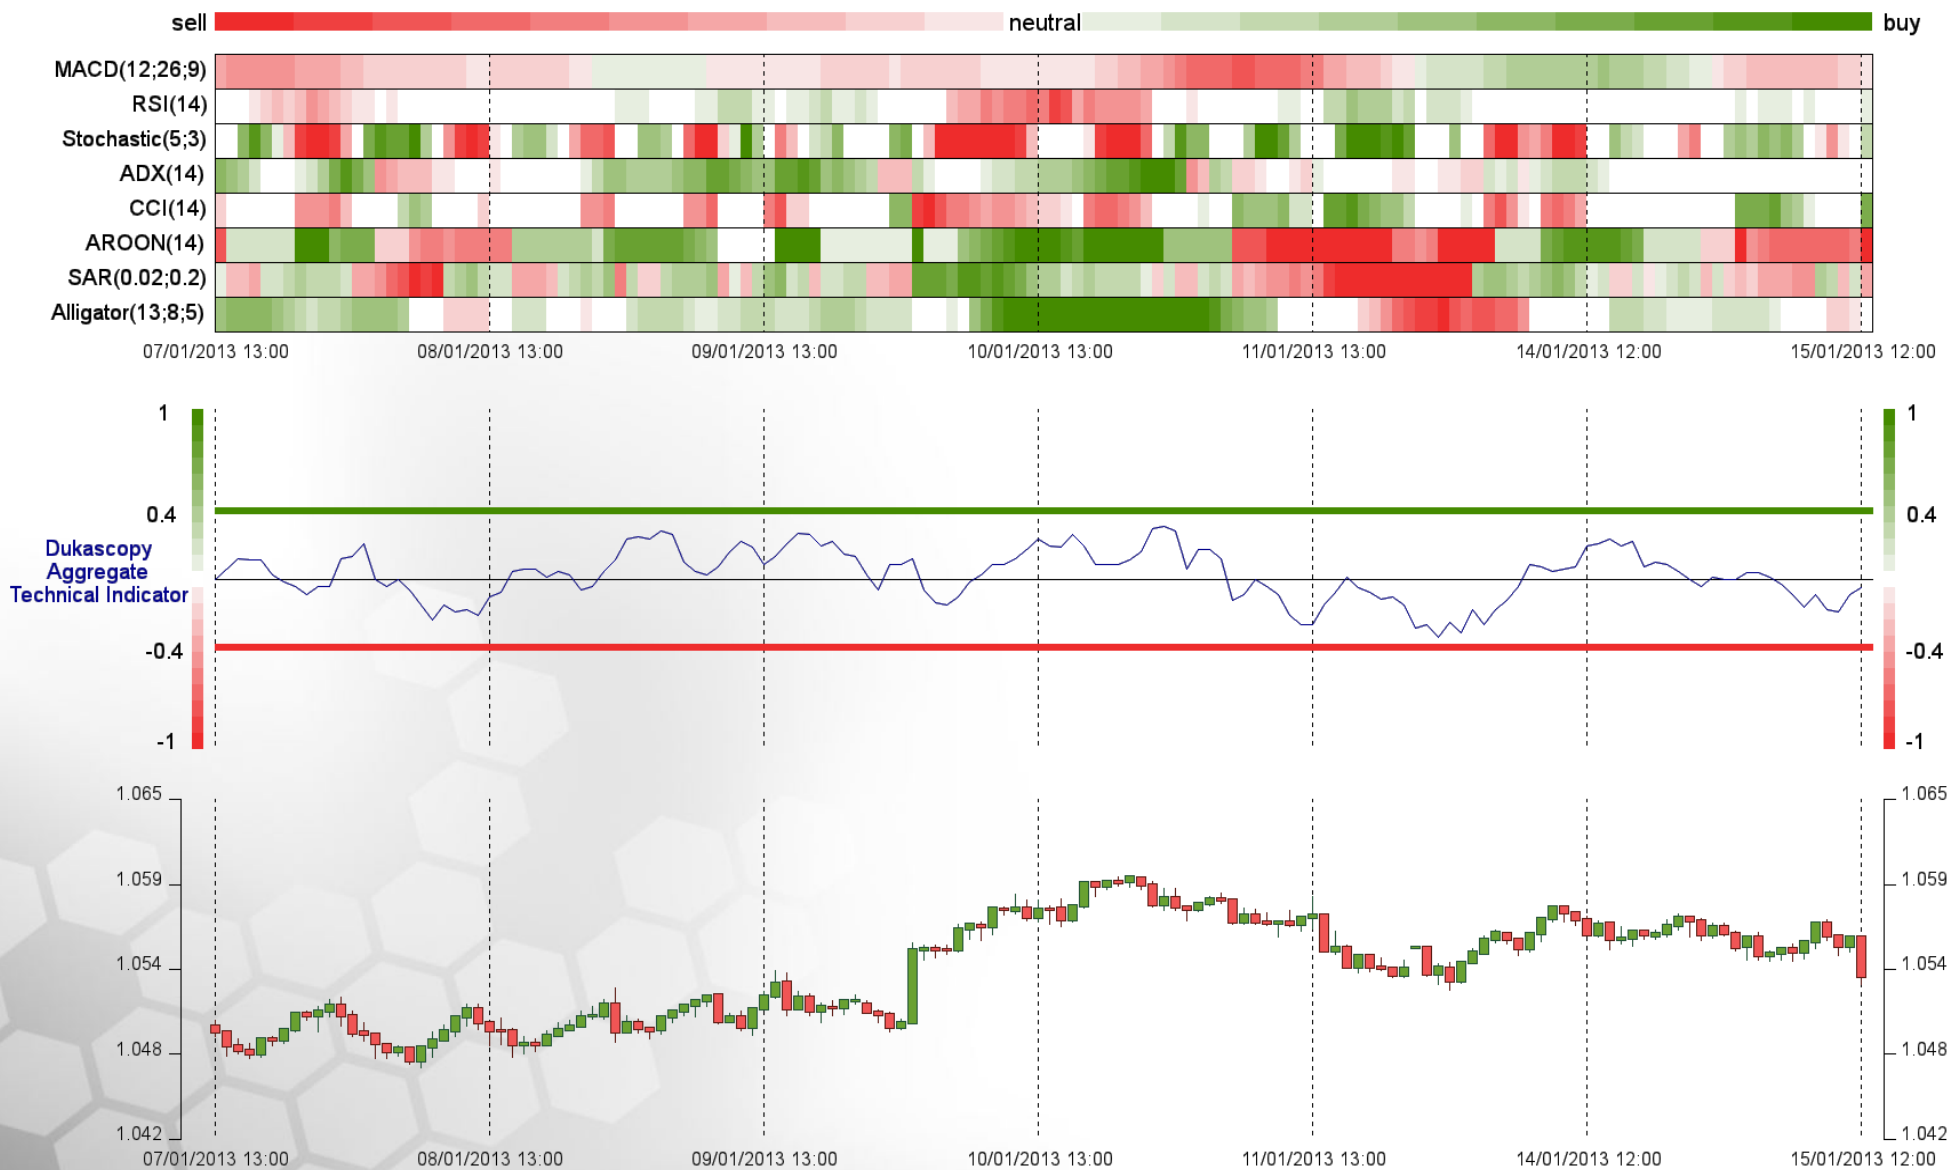 sell neutral buy
MACD(12;26;9)
RSI(14)
Stochastic(5;3)
ADX(14)
CCI(14)
AROON(14)
SAR(0.02;0.2)
Alligator(13;8;5)
07/01/2013 13:00 08/01/2013 13:00 09/01/2013 13:00 10/01/2013 13:00 11/01/2013 13:00 14/01/2013 12:00 15/01/2013 12:00
1 1
0.4 0.4
Dukascopy
Aggregate
Technical Indicator
-0.4 -0.4
-1 -1
1.065 1.065
1.059 1.059
1.054 1.054
1.048 1.048
1.042 1.042
07/01/2013 13:00 08/01/2013 13:00 09/01/2013 13:00 10/01/2013 13:00 11/01/2013 13:00 14/01/2013 12:00 15/01/2013 12:00